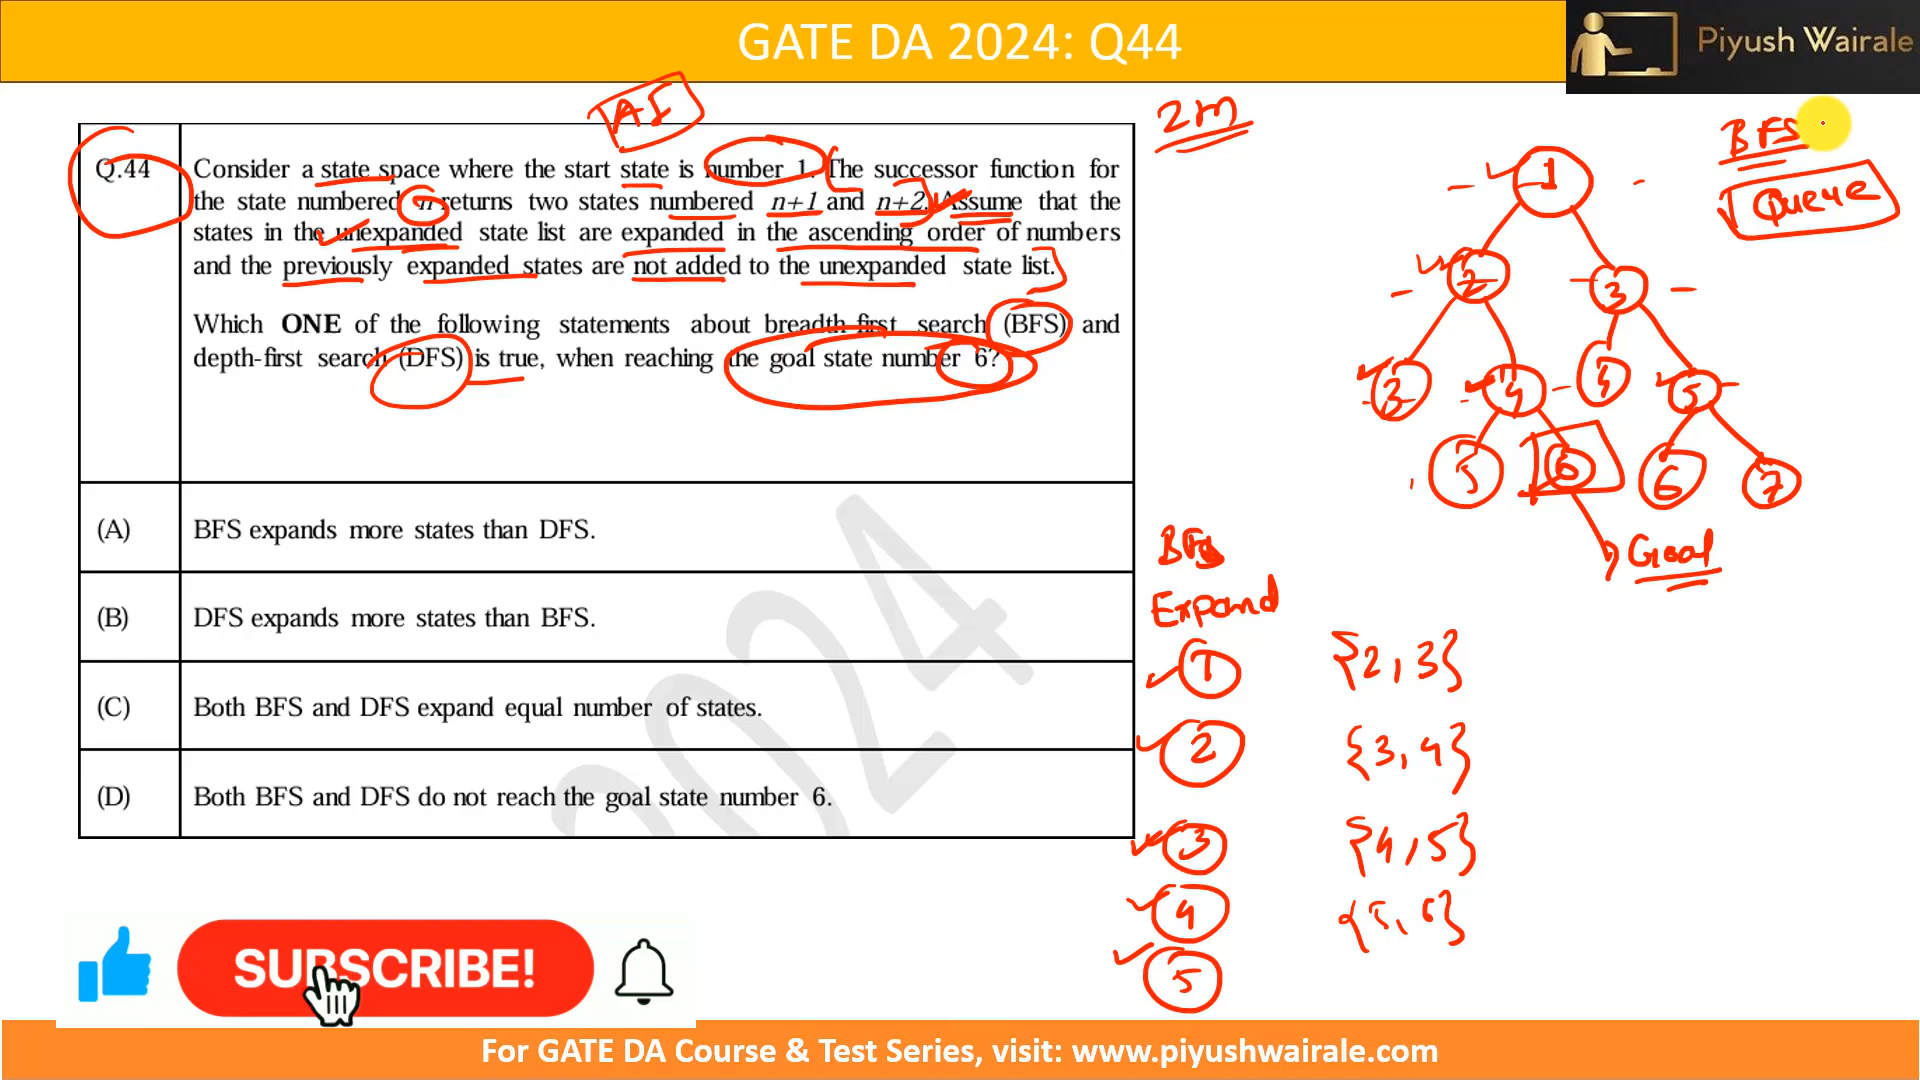 GATE DA 2024: Q44
Piyush Wairale
AI
2m
BFS
Queue
Q.44
Consider a state space where the start state is number 1. The successor function for
the state numbered n returns two states numbered n+1 and n+2. Assume that the
states in the unexpanded state list are expanded in the ascending order of numbers
and the previously expanded states are not added to the unexpanded state list.
Which ONE of the following statements about breadth-first search (BFS) and
depth-first search (DFS) is true, when reaching the goal state number 6?
(A) BFS expands more states than DFS.
(B) DFS expands more states than BFS.
(C) Both BFS and DFS expand equal number of states.
(D) Both BFS and DFS do not reach the goal state number 6.
2024
1
2 3
3 4 4 5
5 6 6 7
Goal
BFS
Expand
1 {2,3}
2 {3,4}
3 {4,5}
4 {5,6}
5
SUBSCRIBE!
For GATE DA Course & Test Series, visit: www.piyushwairale.com